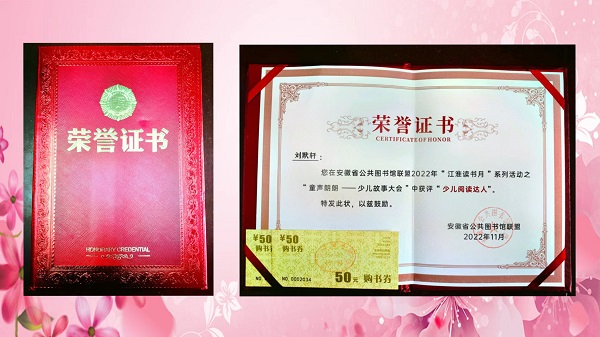 荣誉证书
HONORARY CREDENTIAL
荣誉证书
CERTIFICATE OF HONOR
刘默轩：
您在安徽省公共图书馆联盟2022年“江淮读书月”系列活动之
“童声朗朗——少儿故事大会”中获评“少儿阅读达人”。
特发此状，以兹鼓励。
安徽省公共图书馆联盟
2022年11月
¥50 ¥50
购书券 购书券
NO. NO. 0002034
50元 购书券